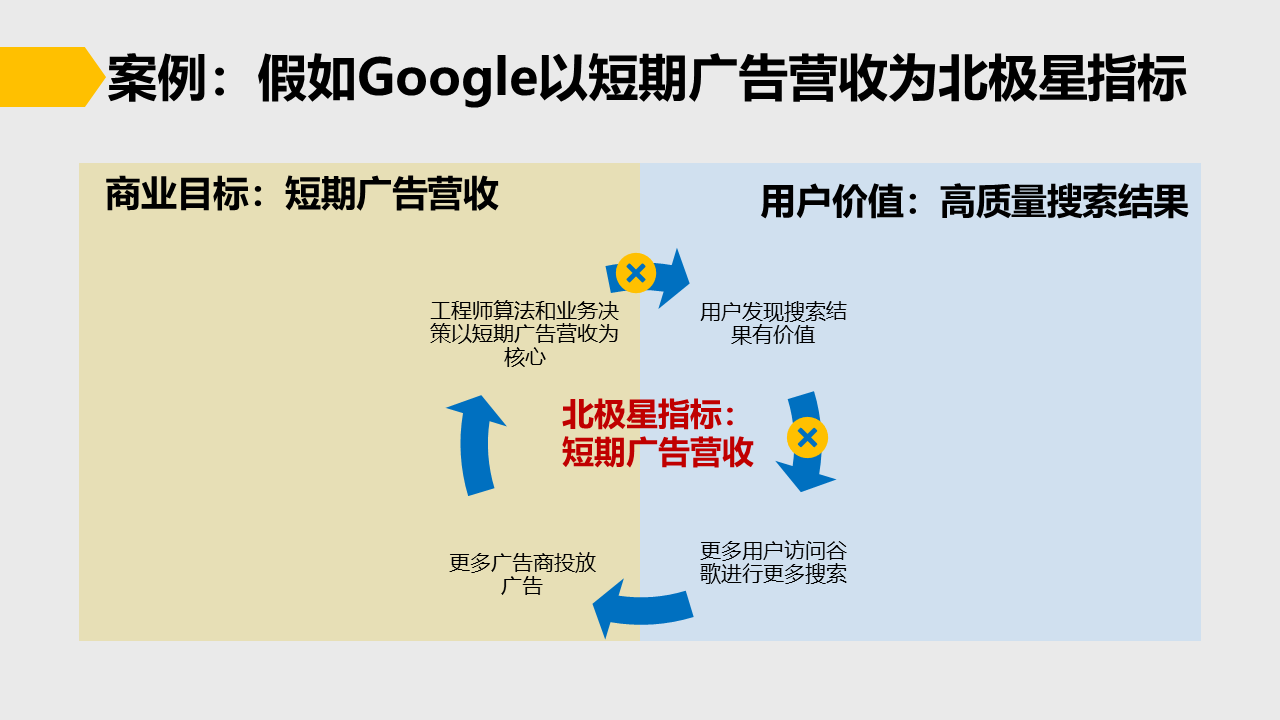 案例：假如Google以短期广告营收为北极星指标
商业目标：短期广告营收
用户价值：高质量搜索结果
工程师算法和业务决
策以短期广告营收为
核心
用户发现搜索结
果有价值
北极星指标：
短期广告营收
更多广告商投放
广告
更多用户访问谷
歌进行更多搜索